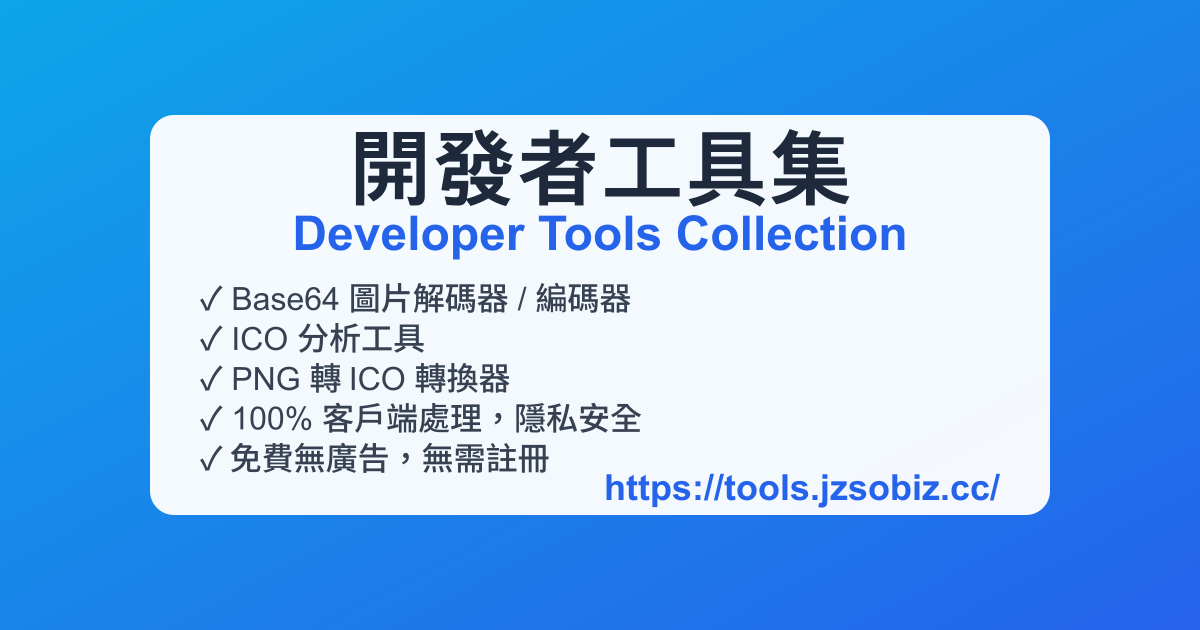 開發者工具集
Developer Tools Collection
✓ Base64 圖片解碼器 / 編碼器
✓ ICO 分析工具
✓ PNG 轉 ICO 轉換器
✓ 100% 客戶端處理，隱私安全
✓ 免費無廣告，無需註冊
https://tools.jzsobiz.cc/